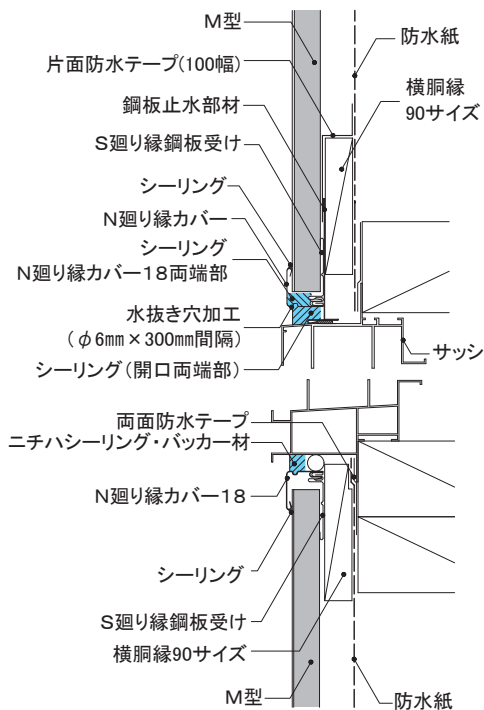 M型
防水紙
片面防水テープ(100幅)
横胴縁
90サイズ
鋼板止水部材
S廻り縁鋼板受け
シーリング
N廻り縁カバー
シーリング
N廻り縁カバー18両端部
水抜き穴加工
(φ6mm×300mm間隔)
サッシ
シーリング(開口両端部)
両面防水テープ
ニチハシーリング・バッカー材
N廻り縁カバー18
シーリング
S廻り縁鋼板受け
横胴縁90サイズ
M型
防水紙